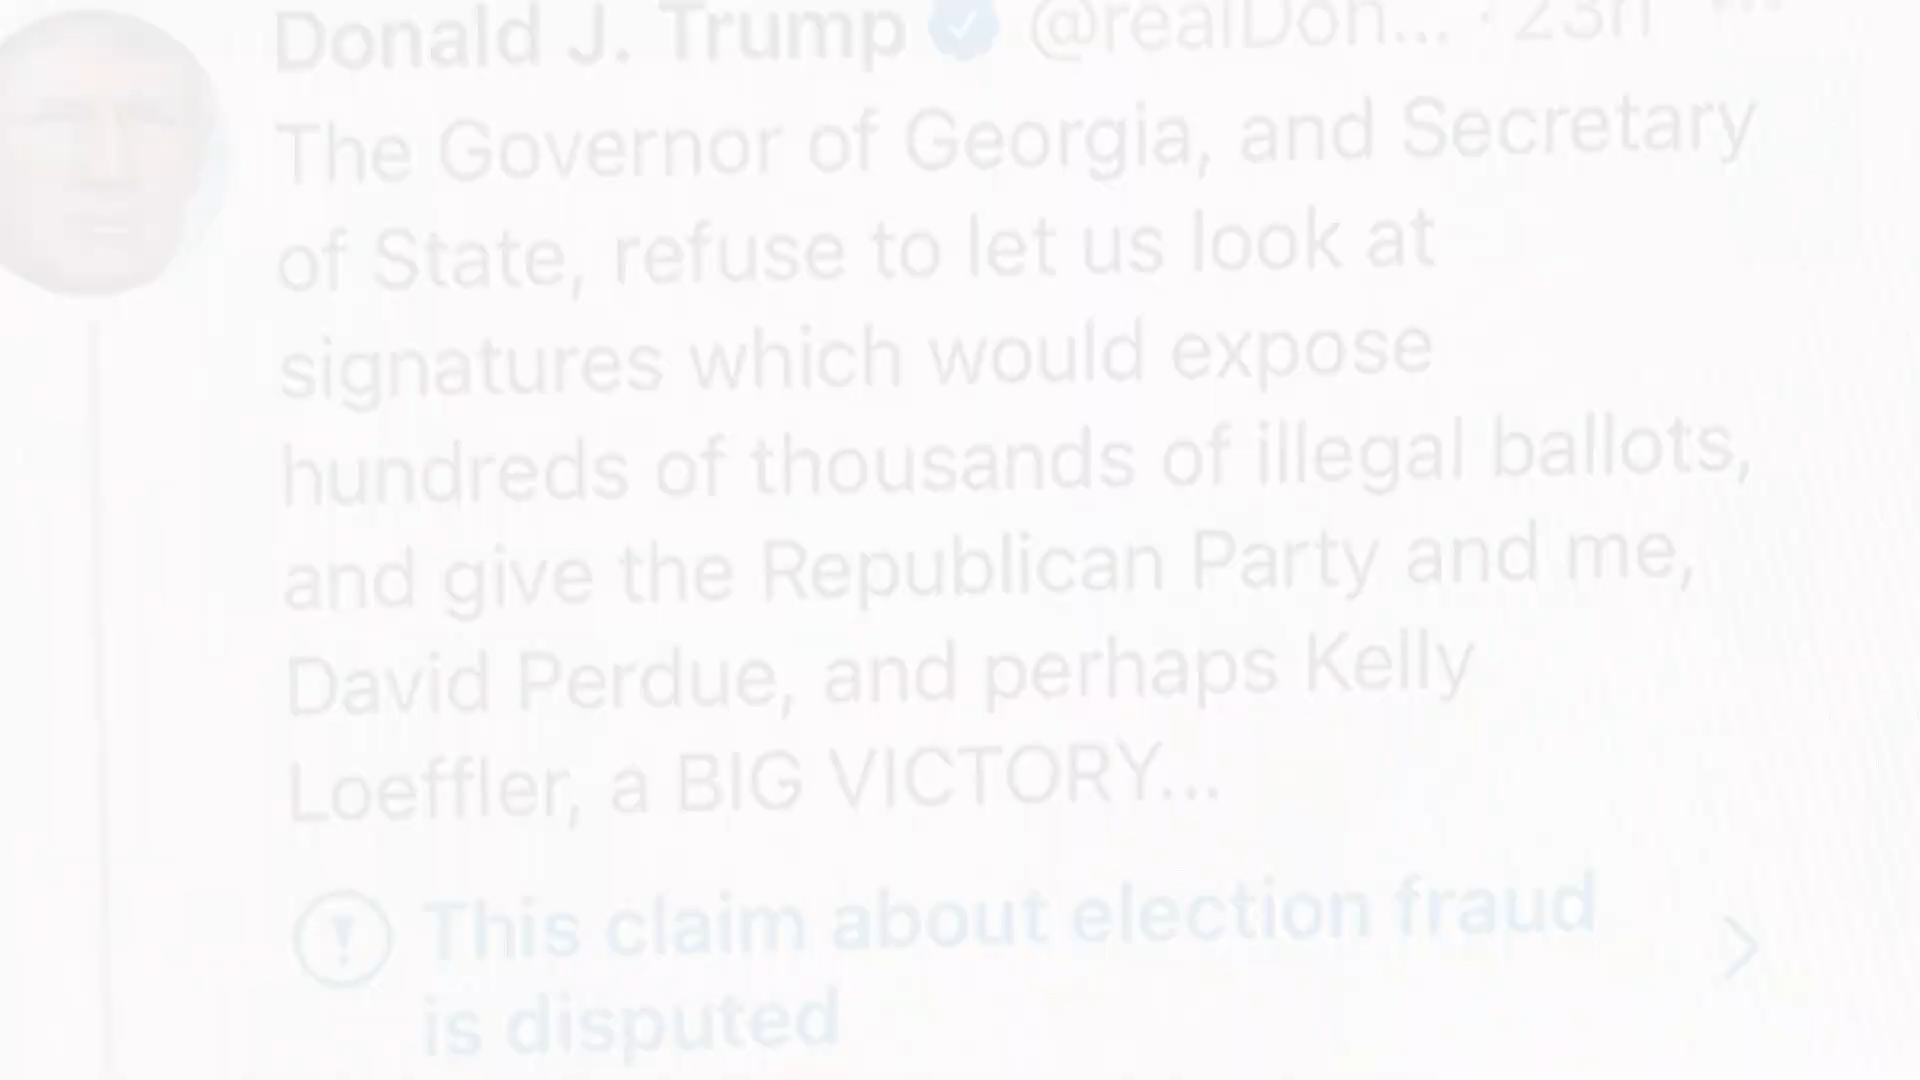 Donald J. Trump @realDon... · 23h
The Governor of Georgia, and Secretary
of State, refuse to let us look at
signatures which would expose
hundreds of thousands of illegal ballots,
and give the Republican Party and me,
David Perdue, and perhaps Kelly
Loeffler, a BIG VICTORY...
This claim about election fraud
is disputed